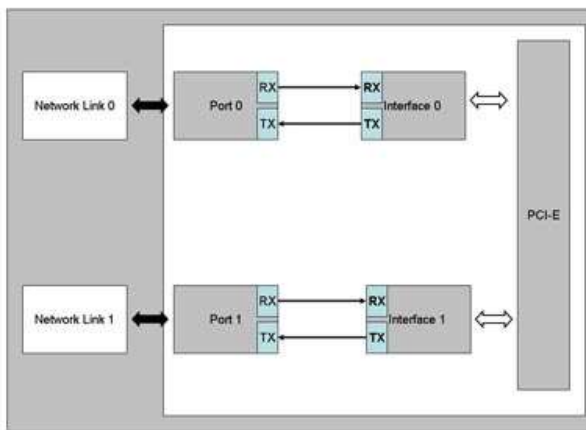 Network Link 0
Port 0
RX
TX
RX
TX
Interface 0
PCI-E
Network Link 1
Port 1
RX
TX
RX
TX
Interface 1